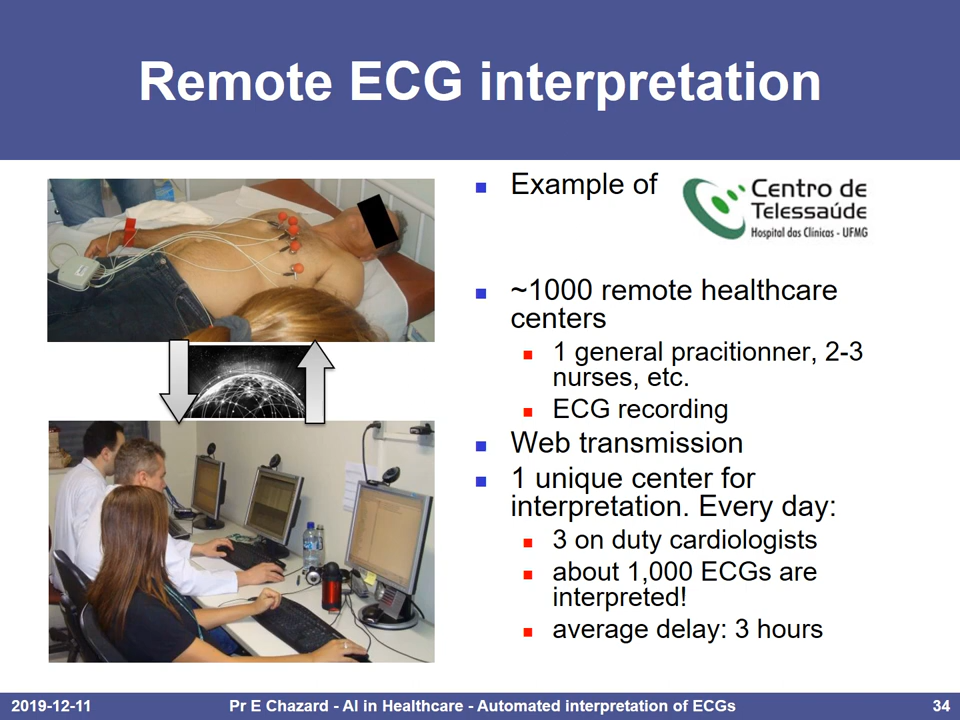 Remote ECG interpretation
Example of
Centro de
Telessaúde
Hospital das Clínicas - UFMG
~1000 remote healthcare
centers
1 general pracitionner, 2-3
nurses, etc.
ECG recording
Web transmission
1 unique center for
interpretation. Every day:
3 on duty cardiologists
about 1,000 ECGs are
interpreted!
average delay: 3 hours
2019-12-11
Pr E Chazard - AI in Healthcare - Automated interpretation of ECGs
34